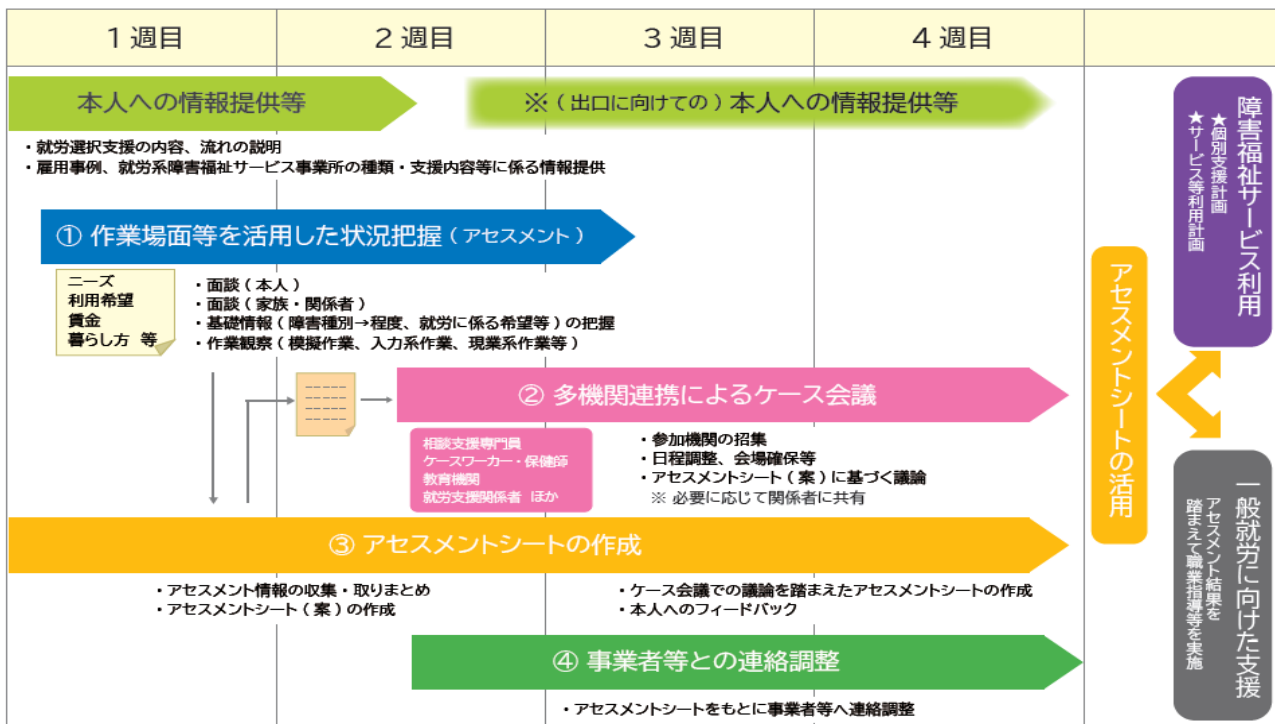 1週目
2週目
3週目
4週目
本人への情報提供等
※(出口に向けての)本人への情報提供等
・就労選択支援の内容、流れの説明
・雇用事例、就労系障害福祉サービス事業所の種類・支援内容等に係る情報提供
① 作業場面等を活用した状況把握(アセスメント)
ニーズ
利用希望
賃金
暮らし方 等
・面談(本人)
・面談(家族・関係者)
・基礎情報(障害種別→程度、就労に係る希望等)の把握
・作業観察(模擬作業、入力系作業、現業系作業等)
② 多機関連携によるケース会議
相談支援専門員
ケースワーカー・保健師
教育機関
就労支援関係者 ほか
・参加機関の招集
・日程調整、会場確保等
・アセスメントシート(案)に基づく議論
※ 必要に応じて関係者に共有
③ アセスメントシートの作成
・アセスメント情報の収集・取りまとめ
・アセスメントシート(案)の作成
・ケース会議での議論を踏まえたアセスメントシートの作成
・本人へのフィードバック
④ 事業者等との連絡調整
・アセスメントシートをもとに事業者等へ連絡調整
アセスメントシートの活用
障害福祉サービス利用
★個別支援計画
★サービス等利用計画
一般就労に向けた支援
アセスメント結果を
踏まえて職業指導等を実施